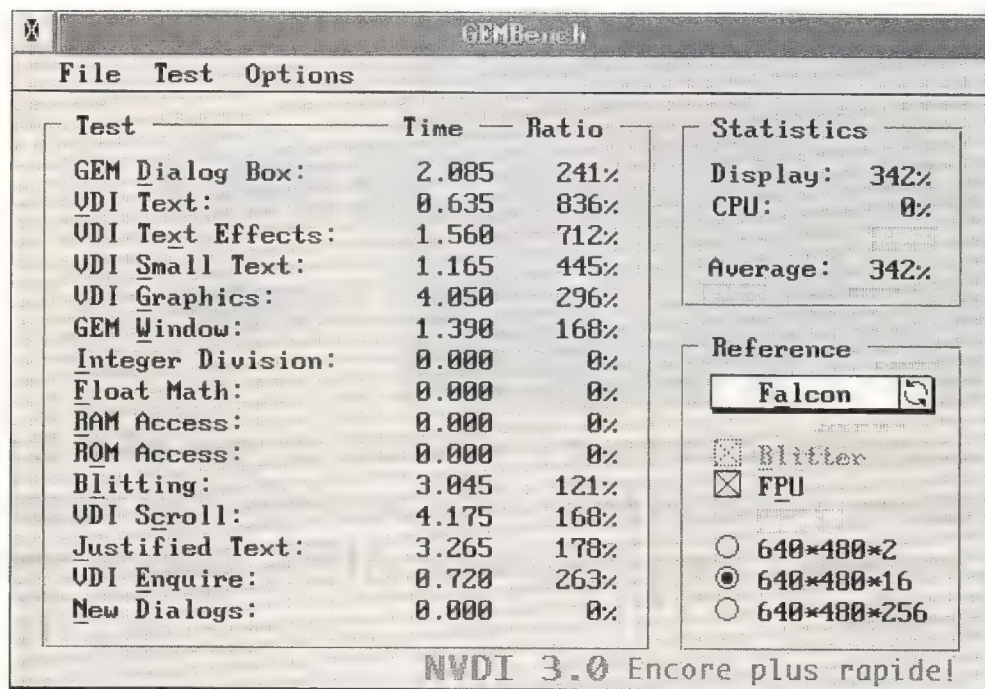 GEMBench
File Test Options
Test Time Ratio
GEM Dialog Box: 2.085 241%
VDI Text: 0.635 836%
VDI Text Effects: 1.560 712%
VDI Small Text: 1.165 445%
VDI Graphics: 4.050 296%
GEM Window: 1.390 168%
Integer Division: 0.000 0%
Float Math: 0.000 0%
RAM Access: 0.000 0%
ROM Access: 0.000 0%
Blitting: 3.045 121%
VDI Scroll: 4.175 168%
Justified Text: 3.265 178%
VDI Enquire: 0.720 263%
New Dialogs: 0.000 0%
Statistics
Display: 342%
CPU: 0%
Average: 342%
Reference
Falcon
Blitter
FPU
640*480*2
640*480*16
640*480*256
NVDI 3.0 Encore plus rapide!